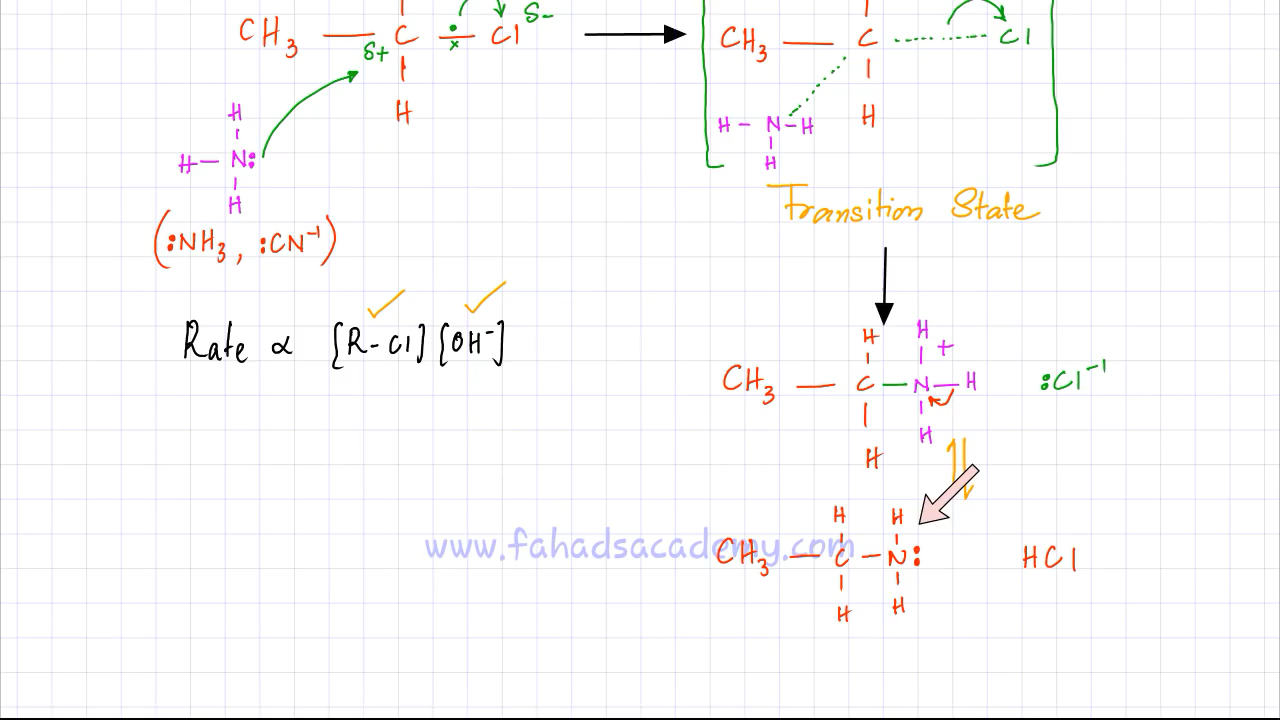 CH₃ — C — Cl δ-
δ+
H
H
H — N:
H
(:NH₃, :CN⁻¹)
Rate ∝ [R-Cl][OH⁻]
CH₃ — C ---- Cl
H — N — H H
H
Transition State
H H +
CH₃ — C — N — H :Cl⁻¹
H
H
H H
www.fahadsacademy.com
CH₃ — C — N: HCl
H H